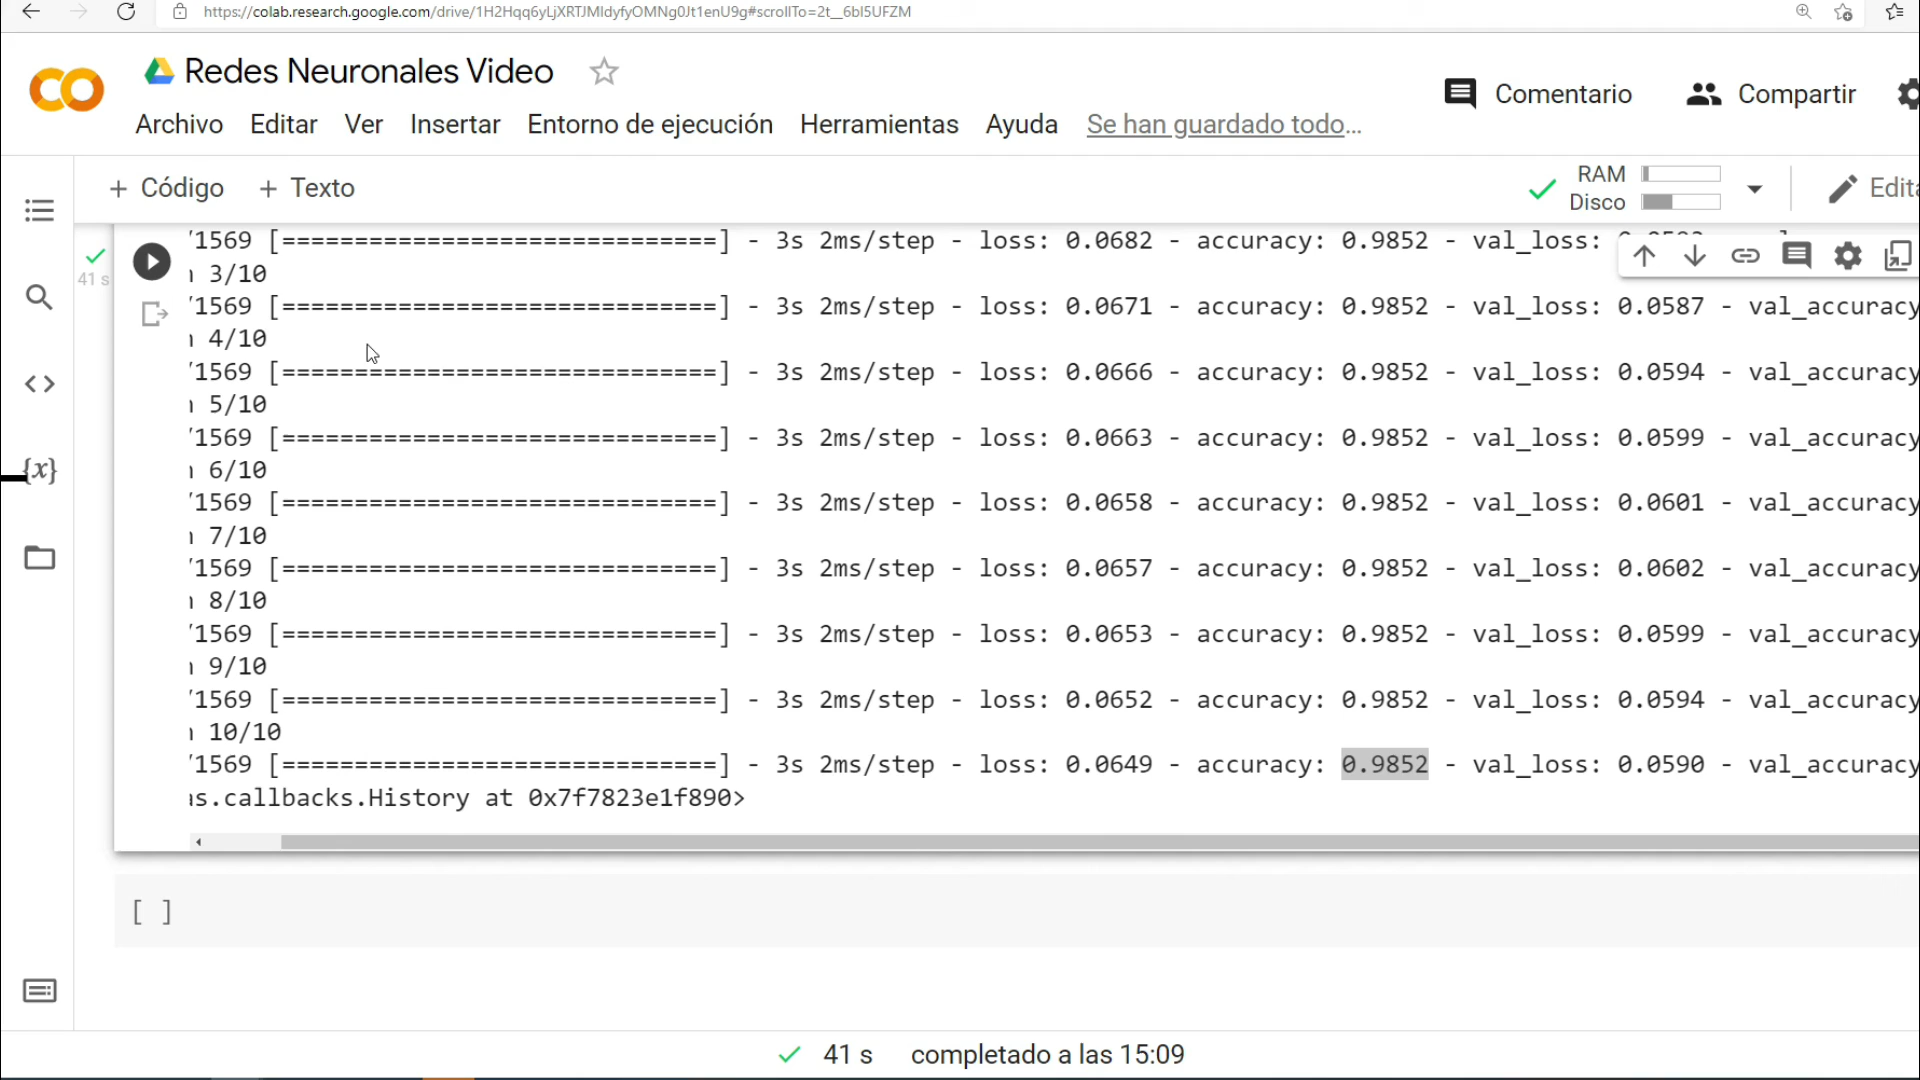 https://colab.research.google.com/drive/1H2Hqq6yLjXRTJMIdyfyOMNg0Jt1enU9g#scrollTo=2t__6bI5UFZM
Redes Neuronales Video
Comentario
Compartir
Archivo Editar Ver Insertar Entorno de ejecución Herramientas Ayuda Se han guardado todo…
+ Código + Texto
RAM
Disco
1569 [==============================] - 3s 2ms/step - loss: 0.0682 - accuracy: 0.9852 - val_loss:
41 s
3/10
1569 [==============================] - 3s 2ms/step - loss: 0.0671 - accuracy: 0.9852 - val_loss: 0.0587 - val_accuracy
4/10
1569 [==============================] - 3s 2ms/step - loss: 0.0666 - accuracy: 0.9852 - val_loss: 0.0594 - val_accuracy
5/10
1569 [==============================] - 3s 2ms/step - loss: 0.0663 - accuracy: 0.9852 - val_loss: 0.0599 - val_accuracy
6/10
1569 [==============================] - 3s 2ms/step - loss: 0.0658 - accuracy: 0.9852 - val_loss: 0.0601 - val_accuracy
7/10
1569 [==============================] - 3s 2ms/step - loss: 0.0657 - accuracy: 0.9852 - val_loss: 0.0602 - val_accuracy
8/10
1569 [==============================] - 3s 2ms/step - loss: 0.0653 - accuracy: 0.9852 - val_loss: 0.0599 - val_accuracy
9/10
1569 [==============================] - 3s 2ms/step - loss: 0.0652 - accuracy: 0.9852 - val_loss: 0.0594 - val_accuracy
10/10
1569 [==============================] - 3s 2ms/step - loss: 0.0649 - accuracy: 0.9852 - val_loss: 0.0590 - val_accuracy
s.callbacks.History at 0x7f7823e1f890>
[ ]
41 s completado a las 15:09